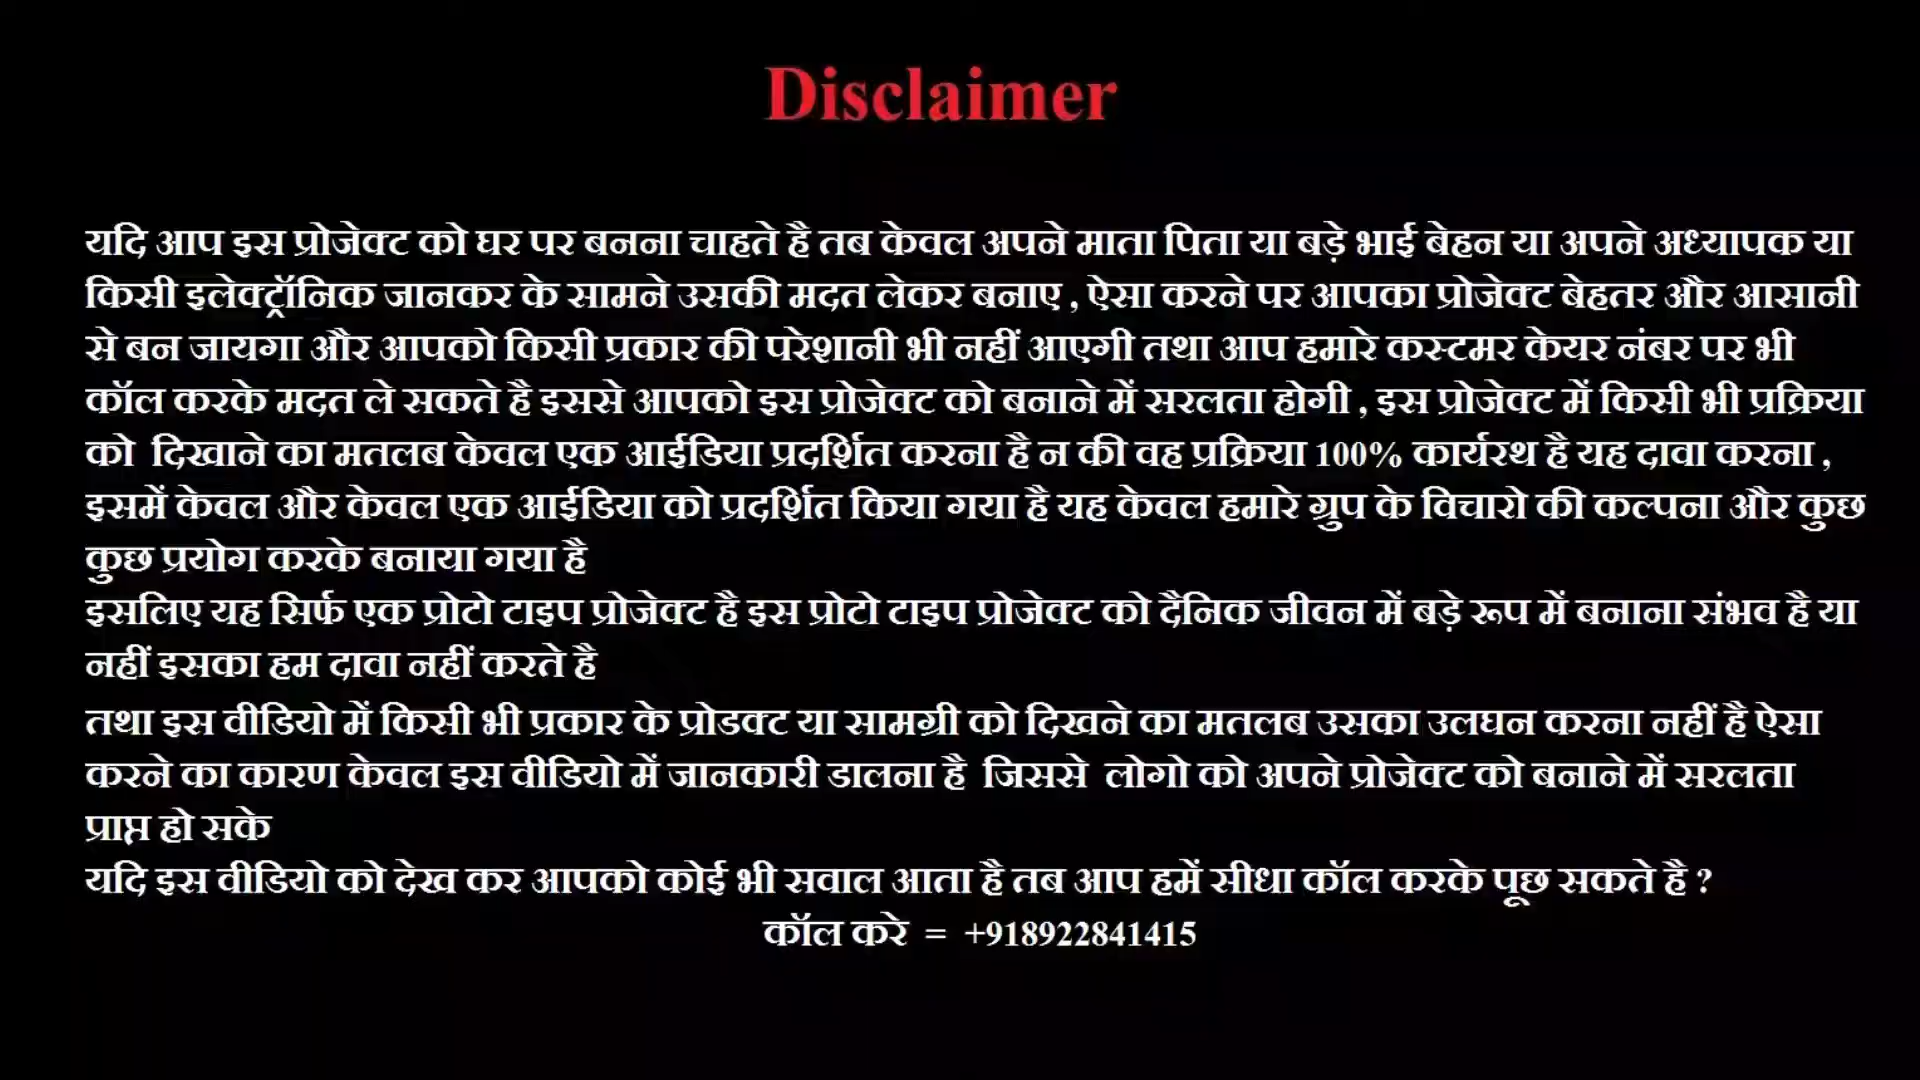 Disclaimer
यदि आप इस प्रोजेक्ट को घर पर बनना चाहते है तब केवल अपने माता पिता या बड़े भाई बेहन या अपने अध्यापक या
किसी इलेक्ट्रॉनिक जानकर के सामने उसकी मदत लेकर बनाए , ऐसा करने पर आपका प्रोजेक्ट बेहतर और आसानी
से बन जायगा और आपको किसी प्रकार की परेशानी भी नहीं आएगी तथा आप हमारे कस्टमर केयर नंबर पर भी
कॉल करके मदत ले सकते है इससे आपको इस प्रोजेक्ट को बनाने में सरलता होगी , इस प्रोजेक्ट में किसी भी प्रक्रिया
को दिखाने का मतलब केवल एक आईडिया प्रदर्शित करना है न की वह प्रक्रिया 100% कार्यरथ है यह दावा करना ,
इसमें केवल और केवल एक आईडिया को प्रदर्शित किया गया है यह केवल हमारे ग्रुप के विचारो की कल्पना और कुछ
कुछ प्रयोग करके बनाया गया है
इसलिए यह सिर्फ एक प्रोटो टाइप प्रोजेक्ट है इस प्रोटो टाइप प्रोजेक्ट को दैनिक जीवन में बड़े रूप में बनाना संभव है या
नहीं इसका हम दावा नहीं करते है
तथा इस वीडियो में किसी भी प्रकार के प्रोडक्ट या सामग्री को दिखने का मतलब उसका उलघन करना नहीं है ऐसा
करने का कारण केवल इस वीडियो में जानकारी डालना है जिससे लोगो को अपने प्रोजेक्ट को बनाने में सरलता
प्राप्त हो सके
यदि इस वीडियो को देख कर आपको कोई भी सवाल आता है तब आप हमें सीधा कॉल करके पूछ सकते है ?
कॉल करे = +918922841415